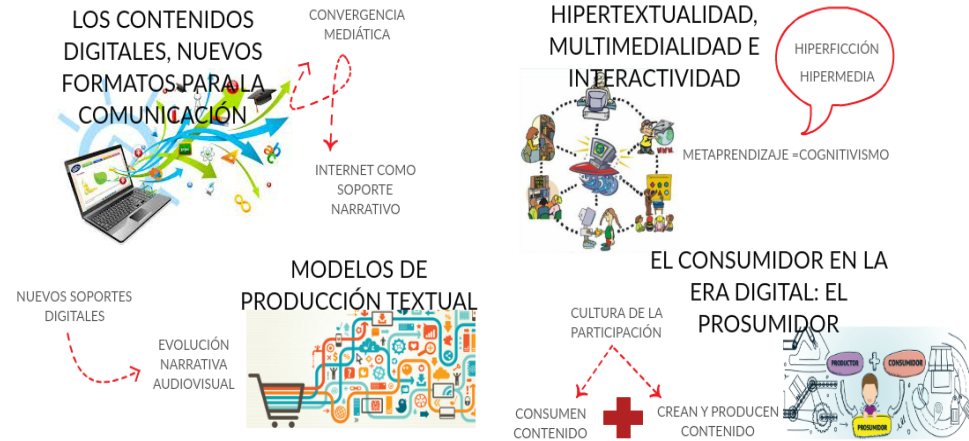 LOS CONTENIDOS
DIGITALES, NUEVOS
FORMATOS PARA LA
COMUNICACIÓN
CONVERGENCIA
MEDIÁTICA
INTERNET COMO
SOPORTE
NARRATIVO
HIPERTEXTUALIDAD,
MULTIMEDIALIDAD E
INTERACTIVIDAD
HIPERFICCIÓN
HIPERMEDIA
METAPRENDIZAJE =COGNITIVISMO
MODELOS DE
PRODUCCIÓN TEXTUAL
NUEVOS SOPORTES
DIGITALES
EVOLUCIÓN
NARRATIVA
AUDIOVISUAL
EL CONSUMIDOR EN LA
ERA DIGITAL: EL
PROSUMIDOR
CULTURA DE LA
PARTICIPACIÓN
CONSUMEN
CONTENIDO
CREAN Y PRODUCEN
CONTENIDO
PRODUCTOR
CONSUMIDOR
PROSUMIDOR